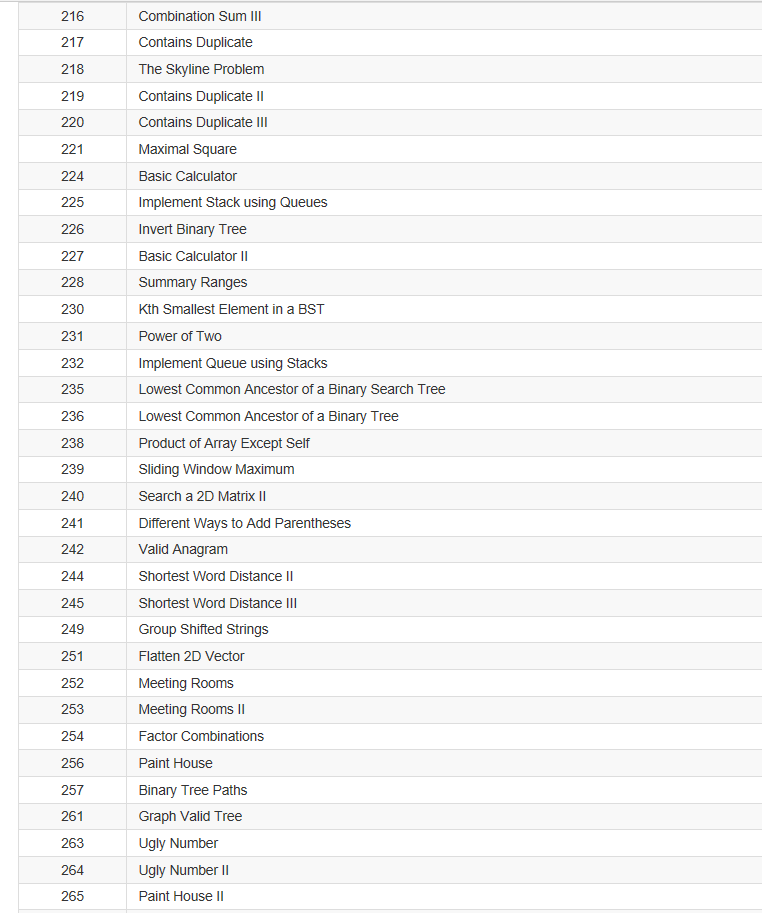 216 Combination Sum III
217 Contains Duplicate
218 The Skyline Problem
219 Contains Duplicate II
220 Contains Duplicate III
221 Maximal Square
224 Basic Calculator
225 Implement Stack using Queues
226 Invert Binary Tree
227 Basic Calculator II
228 Summary Ranges
230 Kth Smallest Element in a BST
231 Power of Two
232 Implement Queue using Stacks
235 Lowest Common Ancestor of a Binary Search Tree
236 Lowest Common Ancestor of a Binary Tree
238 Product of Array Except Self
239 Sliding Window Maximum
240 Search a 2D Matrix II
241 Different Ways to Add Parentheses
242 Valid Anagram
244 Shortest Word Distance II
245 Shortest Word Distance III
249 Group Shifted Strings
251 Flatten 2D Vector
252 Meeting Rooms
253 Meeting Rooms II
254 Factor Combinations
256 Paint House
257 Binary Tree Paths
261 Graph Valid Tree
263 Ugly Number
264 Ugly Number II
265 Paint House II